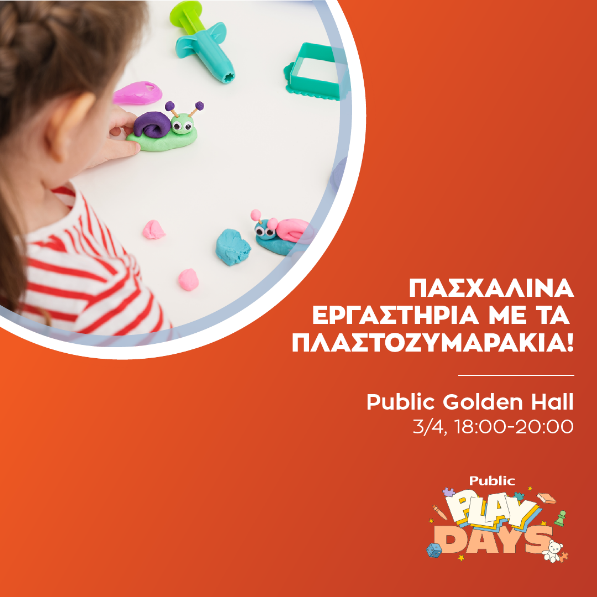 ΠΑΣΧΑΛΙΝΑ
ΕΡΓΑΣΤΗΡΙΑ ΜΕ ΤΑ
ΠΛΑΣΤΟΖΥΜΑΡΑΚΙΑ!
Public Golden Hall
3/4, 18:00-20:00
Public
PLAY
DAYS